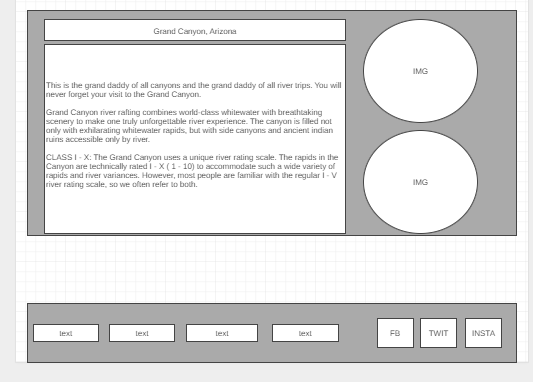 Grand Canyon, Arizona
IMG
This is the grand daddy of all canyons and the grand daddy of all river trips. You will
never forget your visit to the Grand Canyon.
Grand Canyon river rafting combines world-class whitewater with breathtaking
scenery to make one truly unforgettable river experience. The canyon is filled not
only with exhilarating whitewater rapids, but with side canyons and ancient indian
ruins accessible only by river.
CLASS I - X: The Grand Canyon uses a unique river rating scale. The rapids in the
Canyon are technically rated I - X ( 1 - 10) to accommodate such a wide variety of
rapids and river variances. However, most people are familiar with the regular I - V
river rating scale, so we often refer to both.
IMG
text
text
text
text
FB
TWIT
INSTA